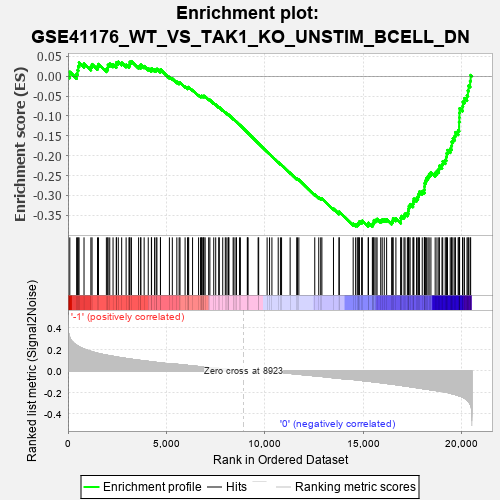 Enrichment plot:
GSE41176_WT_VS_TAK1_KO_UNSTIM_BCELL_DN
Enrichment score (ES)
0.05
0.00
-0.05
-0.10
-0.15
-0.20
-0.25
-0.30
-0.35
'-1' (positively correlated)
Ranked list metric (Signal2Noise)
0.4
0.2
0.0
-0.2
-0.4
Zero cross at 8923
'0' (negatively correlated)
0
5,000
10,000
15,000
20,000
Rank in Ordered Dataset
Enrichment profile
Hits
Ranking metric scores